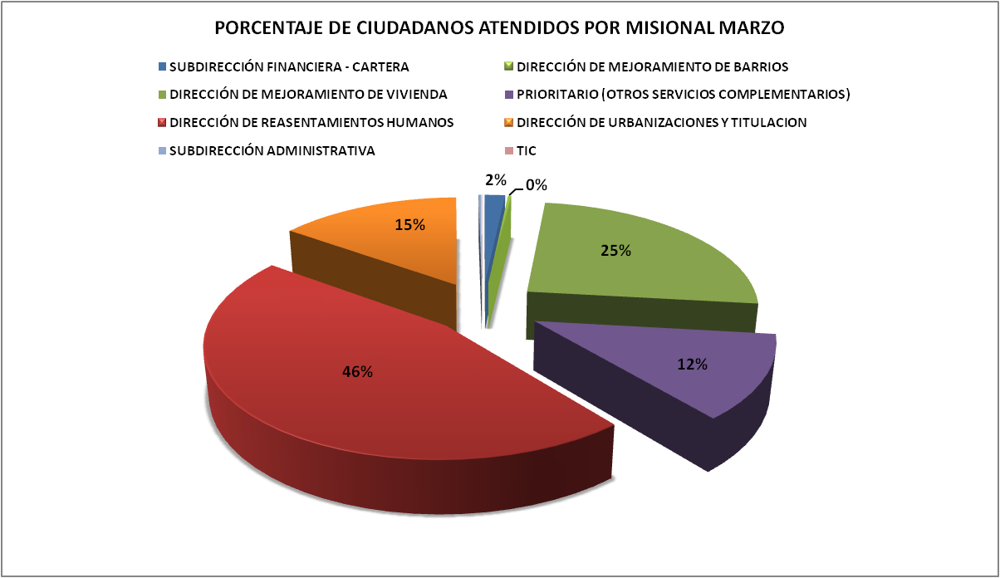 PORCENTAJE DE CIUDADANOS ATENDIDOS POR MISIONAL MARZO
SUBDIRECCIÓN FINANCIERA - CARTERA
DIRECCIÓN DE MEJORAMIENTO DE BARRIOS
DIRECCIÓN DE MEJORAMIENTO DE VIVIENDA
PRIORITARIO (OTROS SERVICIOS COMPLEMENTARIOS)
DIRECCIÓN DE REASENTAMIENTOS HUMANOS
DIRECCIÓN DE URBANIZACIONES Y TITULACION
SUBDIRECCIÓN ADMINISTRATIVA
TIC
2%
0%
15%
25%
12%
46%